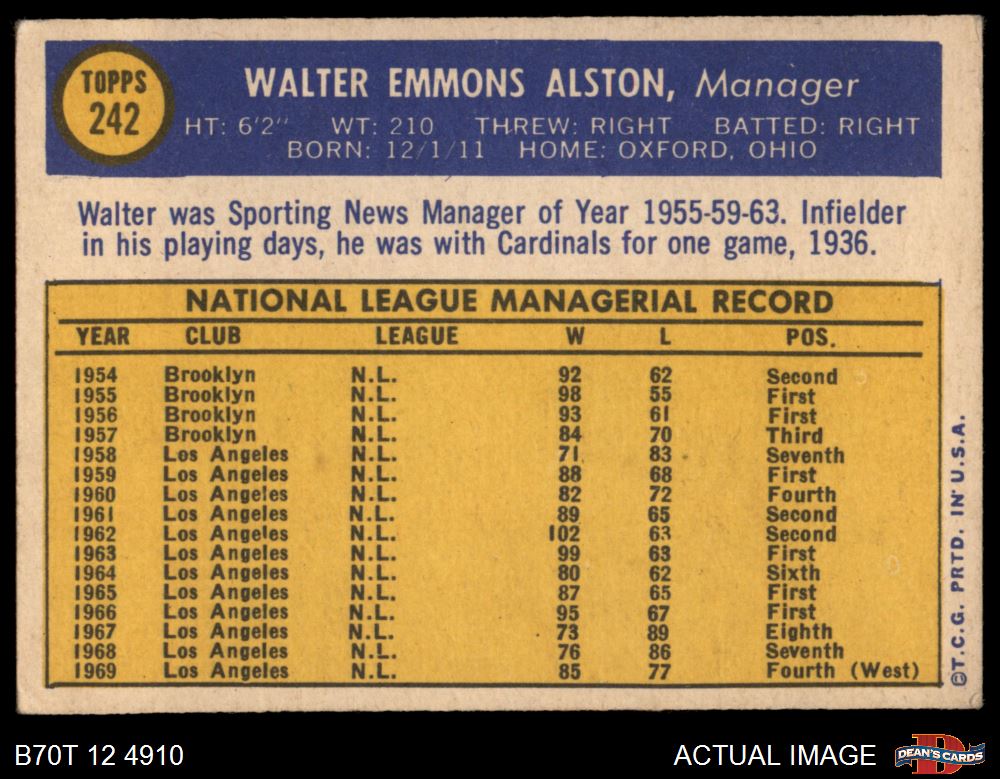 TOPPS
242
WALTER EMMONS ALSTON, Manager
HT: 6'2" WT: 210 THREW: RIGHT BATTED: RIGHT
BORN: 12/1/11 HOME: OXFORD, OHIO
Walter was Sporting News Manager of Year 1955-59-63. Infielder
in his playing days, he was with Cardinals for one game, 1936.
NATIONAL LEAGUE MANAGERIAL RECORD
YEAR CLUB LEAGUE W L POS.
1954 Brooklyn N.L. 92 62 Second
1955 Brooklyn N.L. 98 55 First
1956 Brooklyn N.L. 93 61 First
1957 Brooklyn N.L. 84 70 Third
1958 Los Angeles N.L. 71 83 Seventh
1959 Los Angeles N.L. 88 68 First
1960 Los Angeles N.L. 82 72 Fourth
1961 Los Angeles N.L. 89 65 Second
1962 Los Angeles N.L. 102 63 Second
1963 Los Angeles N.L. 99 63 First
1964 Los Angeles N.L. 80 62 Sixth
1965 Los Angeles N.L. 87 65 First
1966 Los Angeles N.L. 95 67 First
1967 Los Angeles N.L. 73 89 Eighth
1968 Los Angeles N.L. 76 86 Seventh
1969 Los Angeles N.L. 85 77 Fourth (West)
©T.C.G. PRTD. IN U.S.A.
B70T 12 4910 ACTUAL IMAGE DEAN'S CARDS